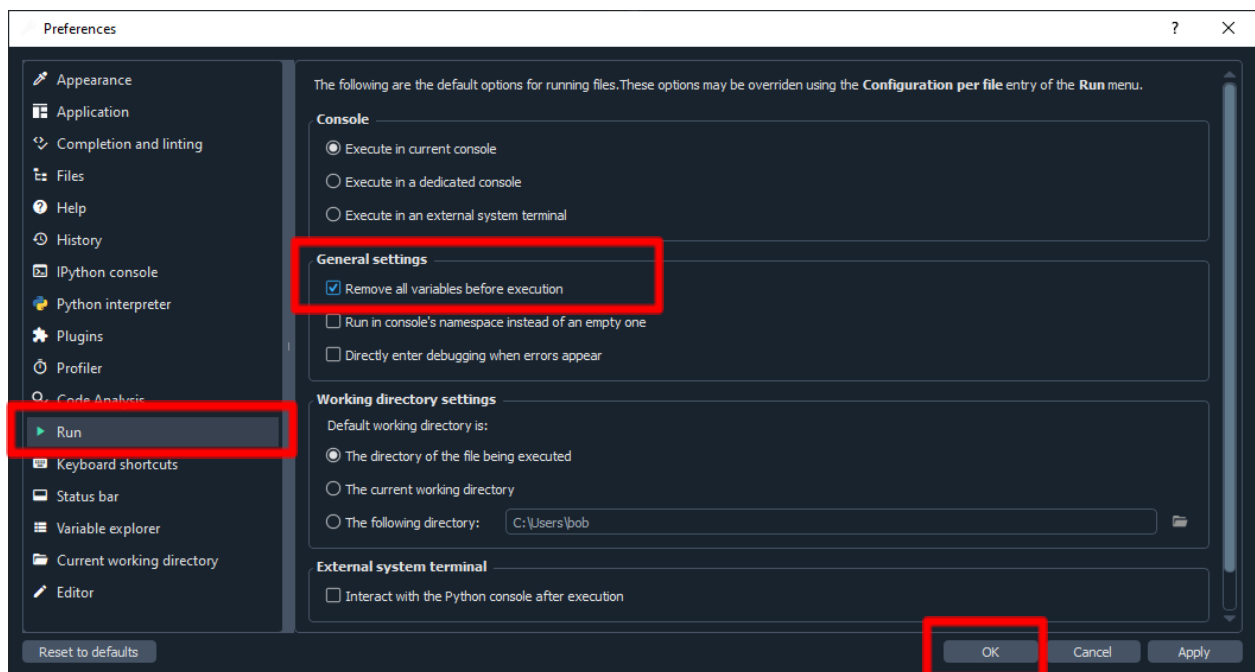 Preferences
?
Appearance
Application
Completion and linting
Files
Help
History
IPython console
Python interpreter
Plugins
Profiler
Code Analysis
Run
Keyboard shortcuts
Status bar
Variable explorer
Current working directory
Editor
The following are the default options for running files.These options may be overriden using the Configuration per file entry of the Run menu.
Console
Execute in current console
Execute in a dedicated console
Execute in an external system terminal
General settings
Remove all variables before execution
Run in console's namespace instead of an empty one
Directly enter debugging when errors appear
Working directory settings
Default working directory is:
The directory of the file being executed
The current working directory
The following directory: C:\Users\bob
External system terminal
Interact with the Python console after execution
Reset to defaults
OK
Cancel
Apply